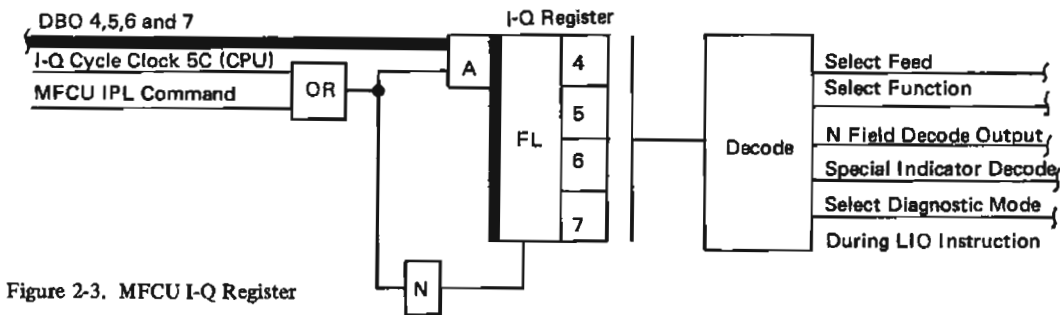 DBO 4,5,6 and 7
I-Q Register
I-Q Cycle Clock 5C (CPU)
MFCU IPL Command
OR
A
FL
4
5
6
7
N
Decode
Select Feed
Select Function
N Field Decode Output
Special Indicator Decode
Select Diagnostic Mode
During LIO Instruction
Figure 2-3. MFCU I-Q Register